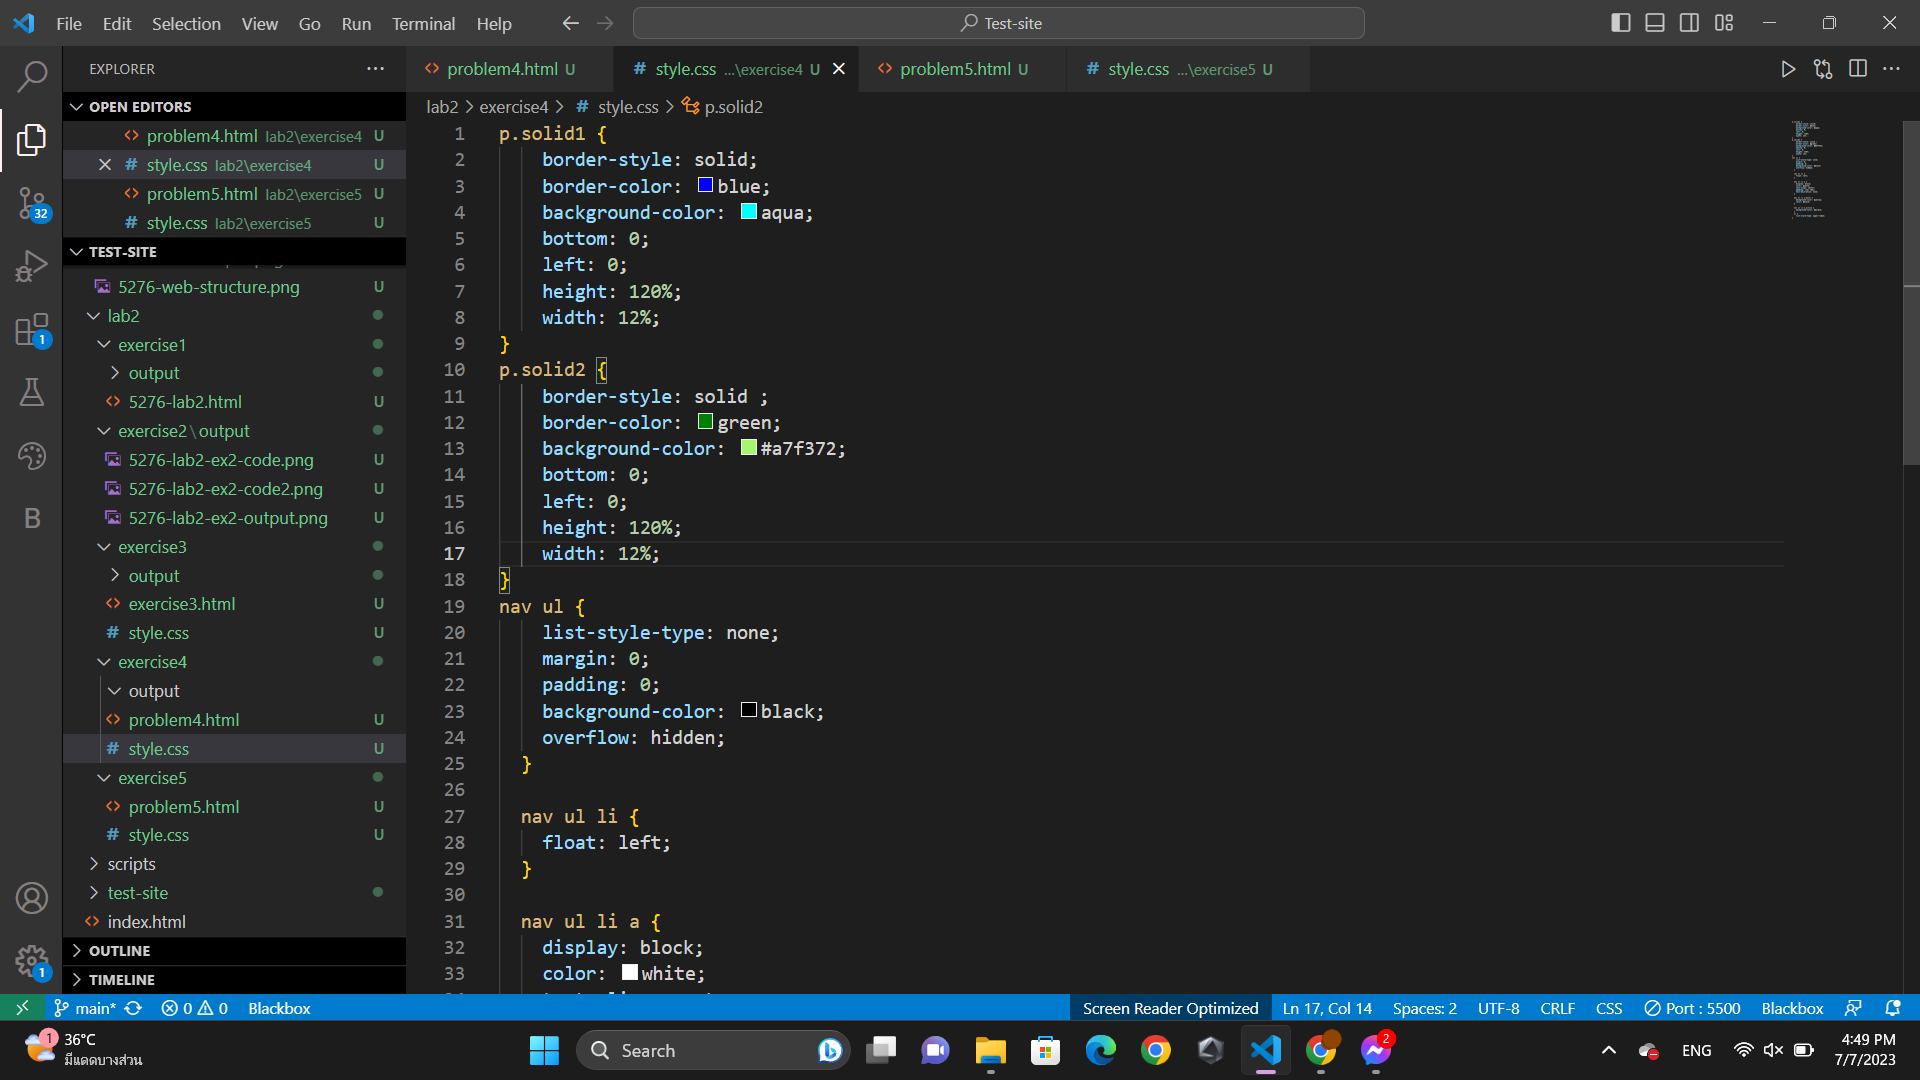 File Edit Selection View Go Run Terminal Help
Test-site
EXPLORER
OPEN EDITORS
problem4.html lab2\exercise4 U
style.css lab2\exercise4 U
problem5.html lab2\exercise5 U
style.css lab2\exercise5 U
TEST-SITE
5276-web-structure.png U
lab2
exercise1
output
5276-lab2.html U
exercise2\output
5276-lab2-ex2-code.png U
5276-lab2-ex2-code2.png U
5276-lab2-ex2-output.png U
exercise3
output
exercise3.html U
style.css U
exercise4
output
problem4.html U
style.css U
exercise5
problem5.html U
style.css U
scripts
test-site
index.html
OUTLINE
TIMELINE
32
1
B
1
problem4.html U
style.css ...\exercise4 U
problem5.html U
style.css ...\exercise5 U
lab2 > exercise4 > # style.css > p.solid2
1 p.solid1 {
2 border-style: solid;
3 border-color: blue;
4 background-color: aqua;
5 bottom: 0;
6 left: 0;
7 height: 120%;
8 width: 12%;
9 }
10 p.solid2 {
11 border-style: solid ;
12 border-color: green;
13 background-color: #a7f372;
14 bottom: 0;
15 left: 0;
16 height: 120%;
17 width: 12%;
18 }
19 nav ul {
20 list-style-type: none;
21 margin: 0;
22 padding: 0;
23 background-color: black;
24 overflow: hidden;
25 }
26
27 nav ul li {
28 float: left;
29 }
30
31 nav ul li a {
32 display: block;
33 color: white;
main* 0 0 Blackbox
Screen Reader Optimized Ln 17, Col 14 Spaces: 2 UTF-8 CRLF CSS Port : 5500 Blackbox
1 36°C
มีแดดบางส่วน
Search
2
ENG
4:49 PM
7/7/2023